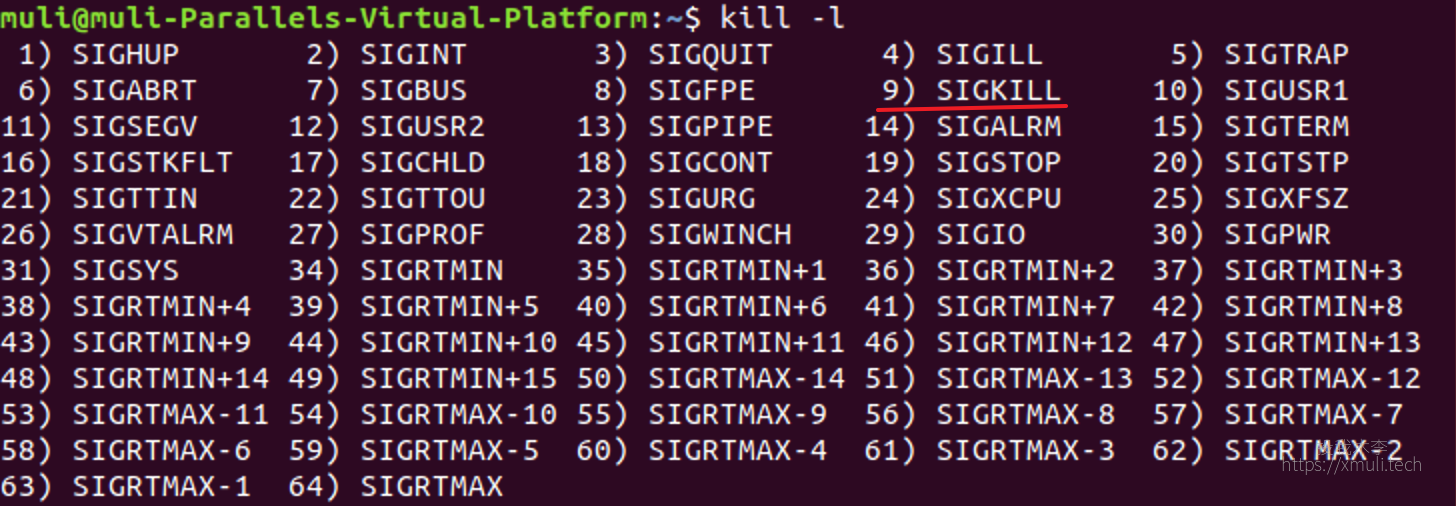 muli@muli-Parallels-Virtual-Platform:~$ kill -l
 1) SIGHUP       2) SIGINT       3) SIGQUIT      4) SIGILL       5) SIGTRAP
 6) SIGABRT      7) SIGBUS       8) SIGFPE       9) SIGKILL     10) SIGUSR1
11) SIGSEGV     12) SIGUSR2     13) SIGPIPE     14) SIGALRM     15) SIGTERM
16) SIGSTKFLT   17) SIGCHLD     18) SIGCONT     19) SIGSTOP     20) SIGTSTP
21) SIGTTIN     22) SIGTTOU     23) SIGURG      24) SIGXCPU     25) SIGXFSZ
26) SIGVTALRM   27) SIGPROF     28) SIGWINCH    29) SIGIO       30) SIGPWR
31) SIGSYS      34) SIGRTMIN    35) SIGRTMIN+1  36) SIGRTMIN+2  37) SIGRTMIN+3
38) SIGRTMIN+4  39) SIGRTMIN+5  40) SIGRTMIN+6  41) SIGRTMIN+7  42) SIGRTMIN+8
43) SIGRTMIN+9  44) SIGRTMIN+10 45) SIGRTMIN+11 46) SIGRTMIN+12 47) SIGRTMIN+13
48) SIGRTMIN+14 49) SIGRTMIN+15 50) SIGRTMAX-14 51) SIGRTMAX-13 52) SIGRTMAX-12
53) SIGRTMAX-11 54) SIGRTMAX-10 55) SIGRTMAX-9  56) SIGRTMAX-8  57) SIGRTMAX-7
58) SIGRTMAX-6  59) SIGRTMAX-5  60) SIGRTMAX-4  61) SIGRTMAX-3  62) SIGRTMAX-2
https://xmuli.tech
63) SIGRTMAX-1  64) SIGRTMAX